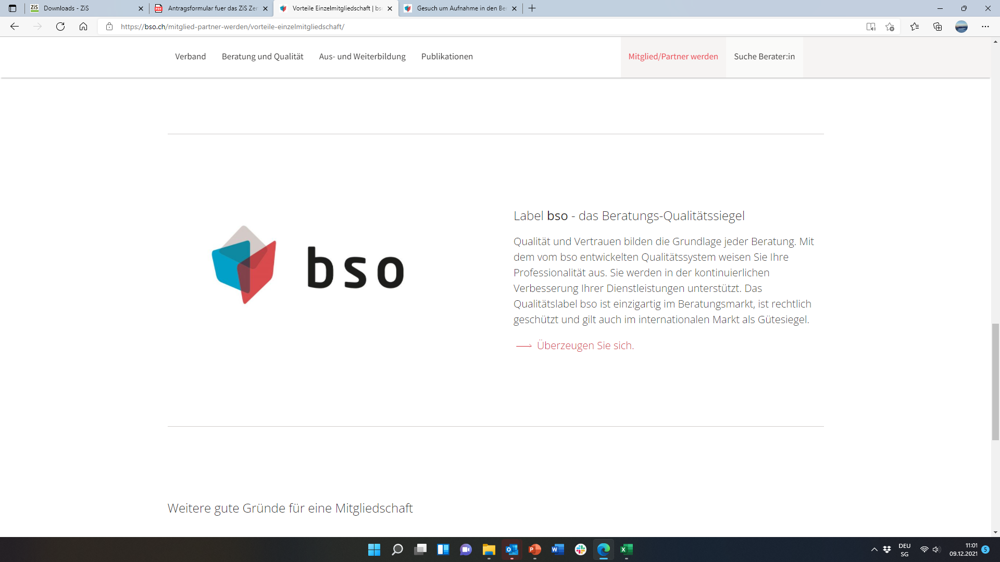 ZiS
Downloads - ZiS
PDF
Antragsformular fuer das ZiS Zer
Vorteile Einzelmitgliedschaft | bs
Gesuch um Aufnahme in den Be
https://bso.ch/mitglied-partner-werden/vorteile-einzelmitgliedschaft/
Verband
Beratung und Qualität
Aus- und Weiterbildung
Publikationen
Mitglied/Partner werden
Suche Berater:in
bso
Label bso - das Beratungs-Qualitätssiegel
Qualität und Vertrauen bilden die Grundlage jeder Beratung. Mit
dem vom bso entwickelten Qualitätssystem weisen Sie Ihre
Professionalität aus. Sie werden in der kontinuierlichen
Verbesserung Ihrer Dienstleistungen unterstützt. Das
Qualitätslabel bso ist einzigartig im Beratungsmarkt, ist rechtlich
geschützt und gilt auch im internationalen Markt als Gütesiegel.
Überzeugen Sie sich.
Weitere gute Gründe für eine Mitgliedschaft
DEU
SG
11:01
09.12.2021
5